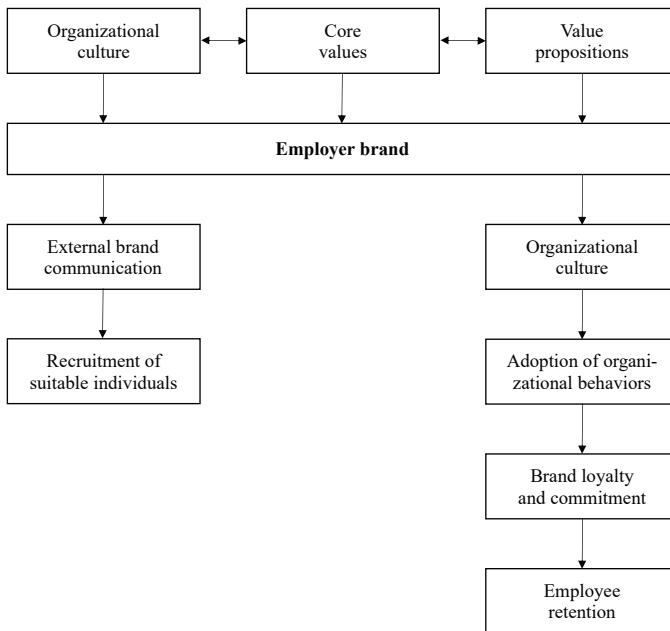 Organizational
culture
Core
values
Value
propositions
Employer brand
External brand
communication
Organizational
culture
Recruitment of
suitable individuals
Adoption of organi-
zational behaviors
Brand loyalty
and commitment
Employee
retention